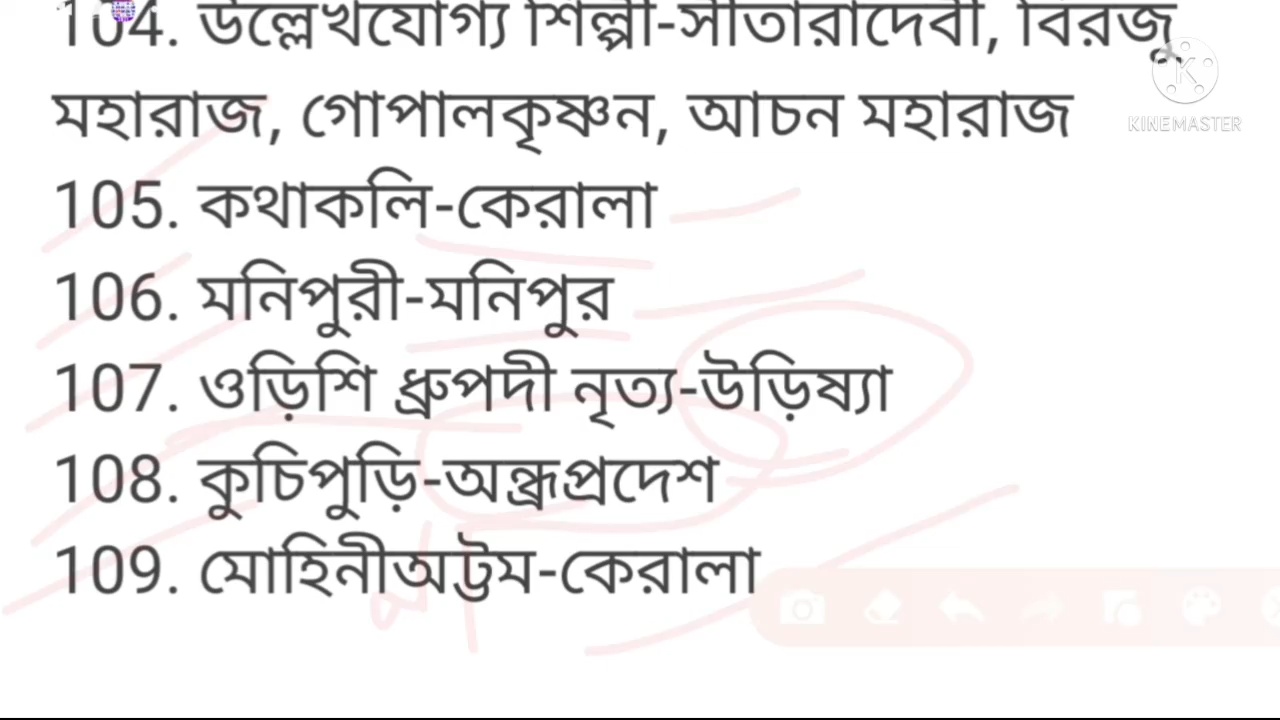 104. উল্লেখযোগ্য শিল্পী-সীতারাদেবী, বিরজু
মহারাজ, গোপালকৃষ্ণন, আচন মহারাজ
105. কথাকলি-কেরালা
106. মনিপুরী-মনিপুর
107. ওড়িশি ধ্রুপদী নৃত্য-উড়িষ্যা
108. কুচিপুড়ি-অন্ধ্রপ্রদেশ
109. মোহিনীঅট্টম-কেরালা
KINEMASTER